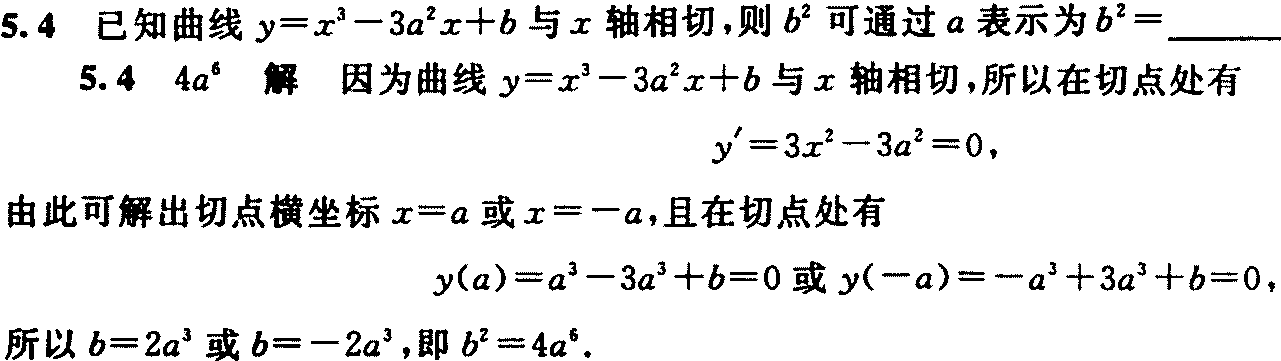 5.4 已知曲线 y=x³-3a²x+b 与 x 轴相切,则 b² 可通过 a 表示为 b²=______
5.4 4a⁶ 解 因为曲线 y=x³-3a²x+b 与 x 轴相切,所以在切点处有
y′=3x²-3a²=0,
由此可解出切点横坐标 x=a 或 x=-a,且在切点处有
y(a)=a³-3a³+b=0 或 y(-a)=-a³+3a³+b=0,
所以 b=2a³ 或 b=-2a³,即 b²=4a⁶.